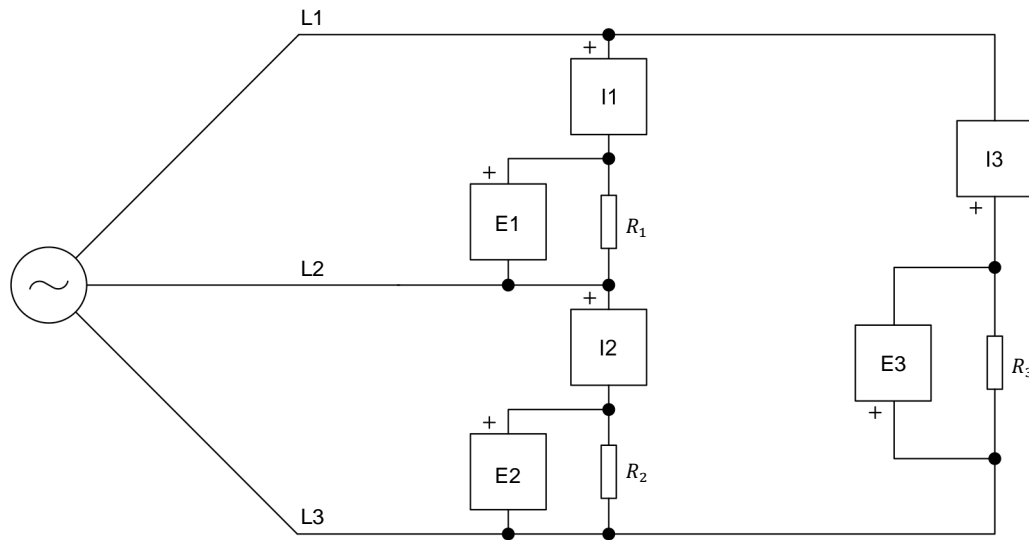 L1
+
I1
I3
+
+
E1
R₁
L2
+
I2
E3
R₃
+
+
E2
R₂
L3